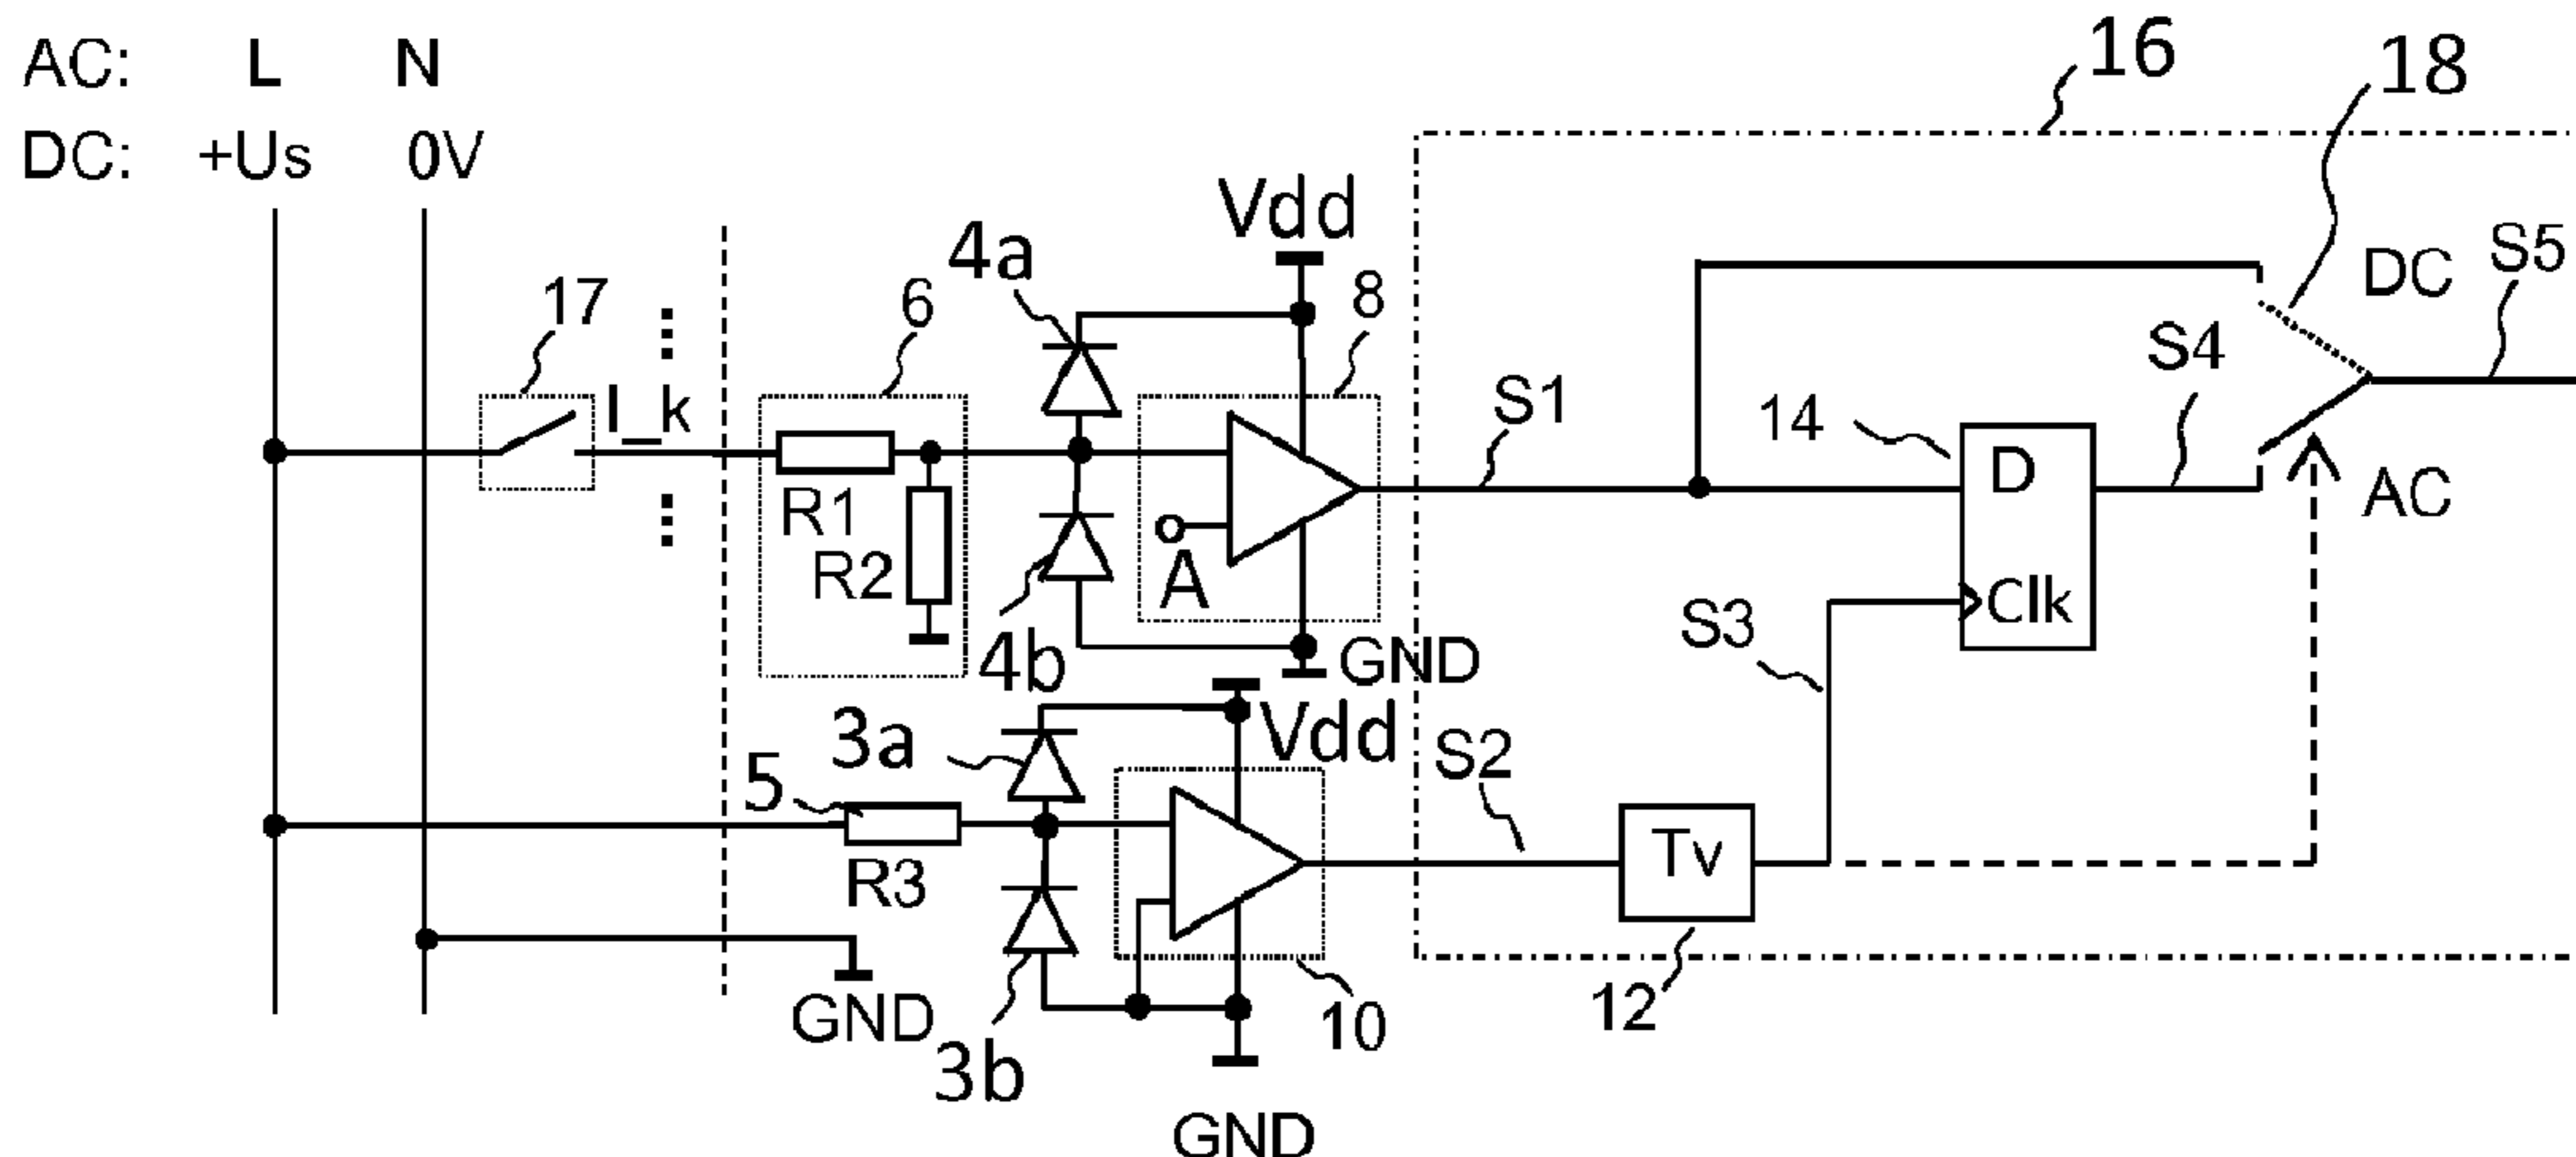 AC: L N
DC: +Us 0V
16
18
Vdd
4a
17
6
8
DC
S5
I_k
S1
S4
14
D
R1
R2
A
AC
Clk
S3
4b
GND
Vdd
3a
5
S2
Tv
R3
GND
10
12
3b
GND